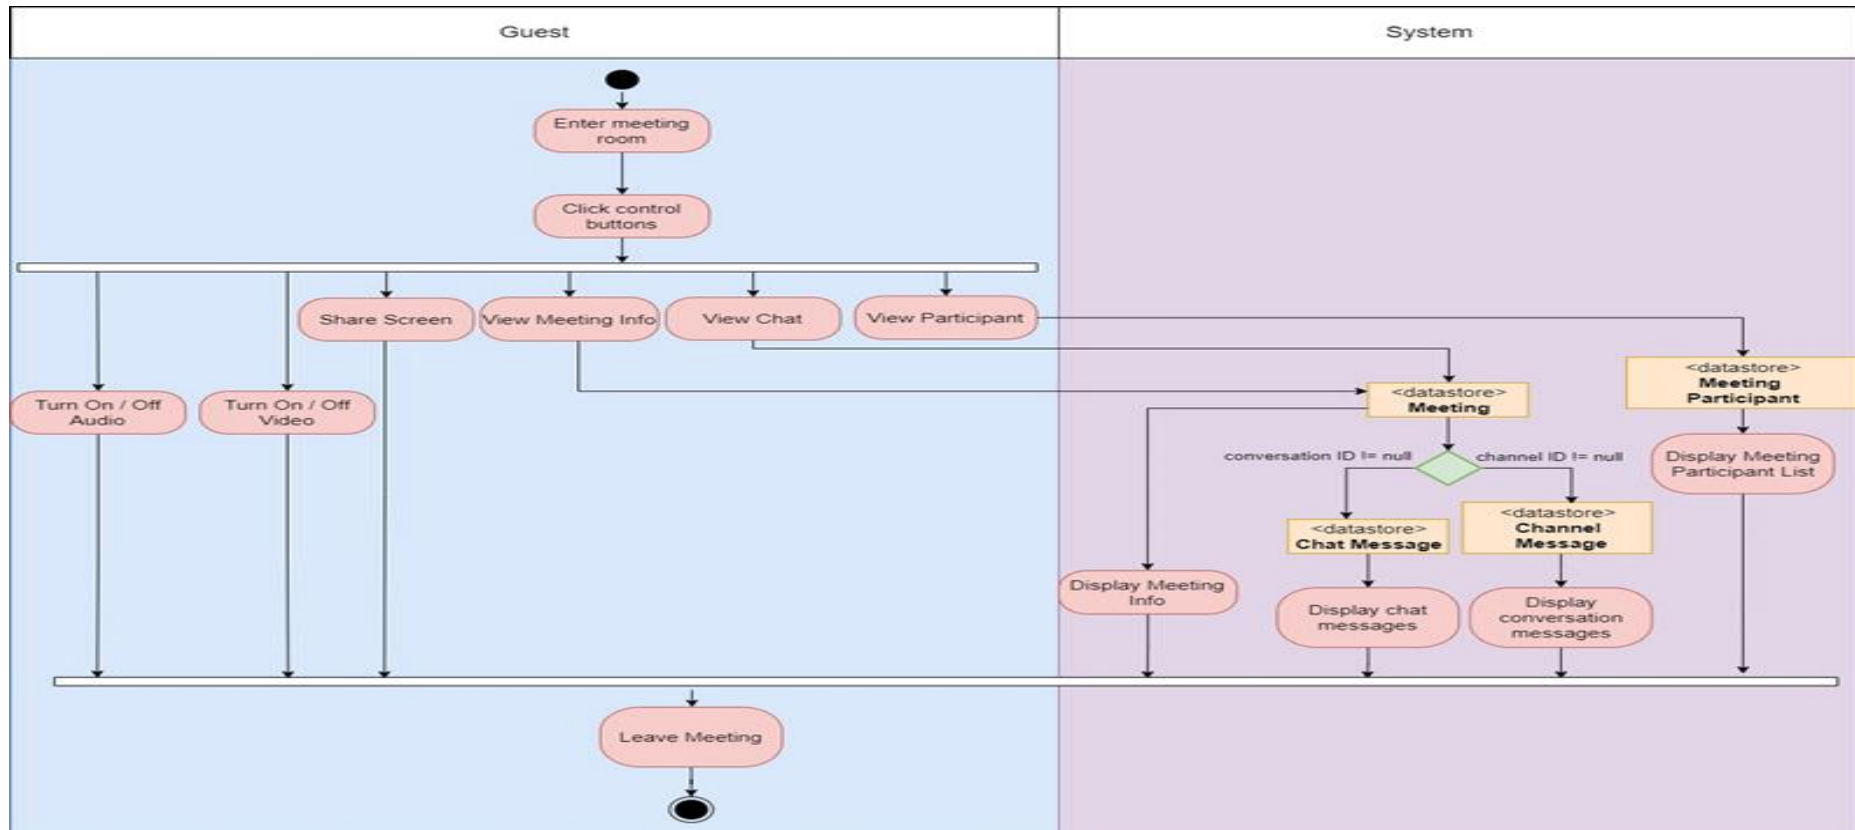 Guest
System
Enter meeting
room
Click control
buttons
Share Screen
View Meeting Info
View Chat
View Participant
Turn On / Off
Audio
Turn On / Off
Video
<datastore>
Meeting
<datastore>
Meeting
Participant
conversation ID != null
channel ID != null
Display Meeting
Participant List
<datastore>
Chat Message
<datastore>
Channel
Message
Display Meeting
Info
Display chat
messages
Display
conversation
messages
Leave Meeting